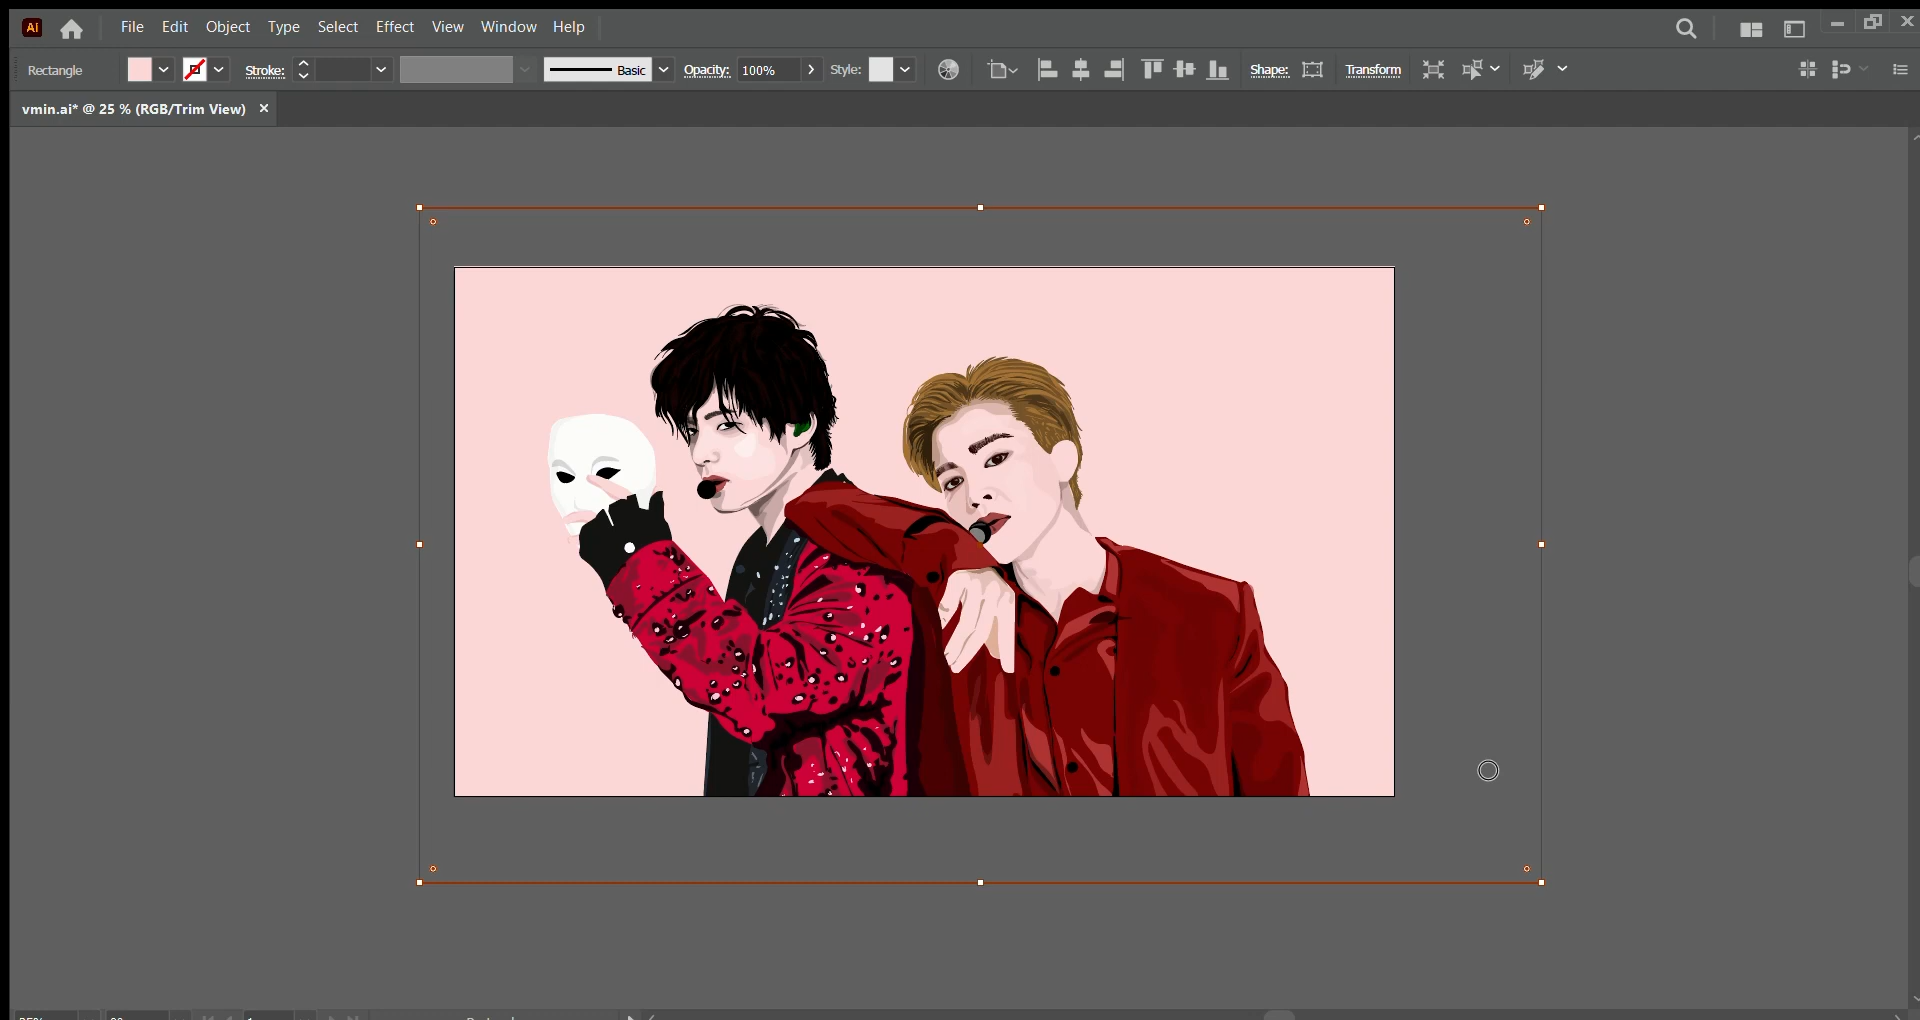 Ai File Edit Object Type Select Effect View Window Help
Rectangle Stroke: Basic Opacity: 100% Style: Shape: Transform
vmin.ai* @ 25 % (RGB/Trim View) ×